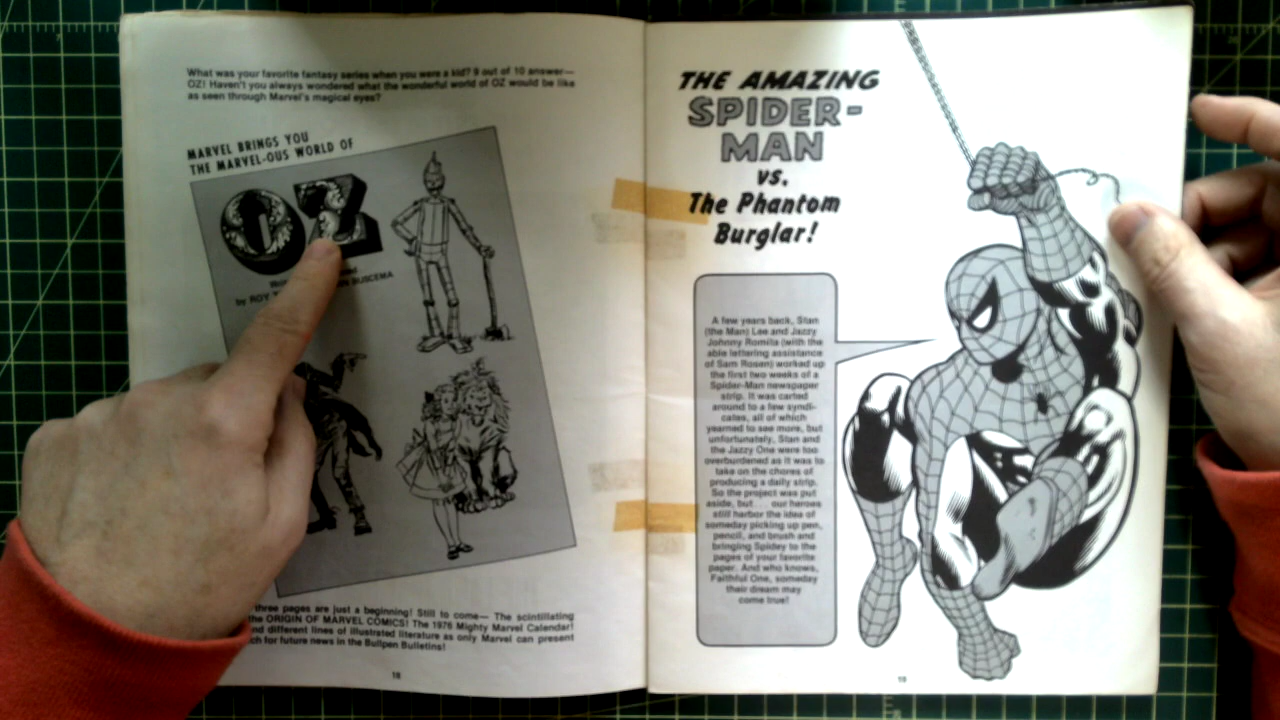 What was your favorite fantasy series when you were a kid? 9 out of 10 answer—
OZ! Haven't you always wondered what the wonderful world of OZ would be like
as seen through Marvel's magical eyes?
MARVEL BRINGS YOU
THE MARVEL-OUS WORLD OF
OZ
by ROY BUSCEMA
three pages are just a beginning! Still to come— The scintillating
the ORIGIN OF MARVEL COMICS! The 1976 Mighty Marvel Calendar!
nd different lines of illustrated literature as only Marvel can present
ch for future news in the Bullpen Bulletins!
18
THE AMAZING
SPIDER-
MAN
vs.
The Phantom
Burglar!
A few years back, Stan
(the Man) Lee and Jazzy
Johnny Romita (with the
able lettering assistance
of Sam Rosen) worked up
the first two weeks of a
Spider-Man newspaper
strip. It was carted
around to a few syndi-
cates, all of which
yearned to see more, but
unfortunately, Stan and
the Jazzy One were too
overburdened as it was to
take on the chores of
producing a daily strip.
So the project was put
aside, but . . . our heroes
still harbor the idea of
someday picking up pen,
pencil, and brush and
bringing Spidey to the
pages of your favorite
paper. And who knows,
Faithful One, someday
their dream may
come true!
19